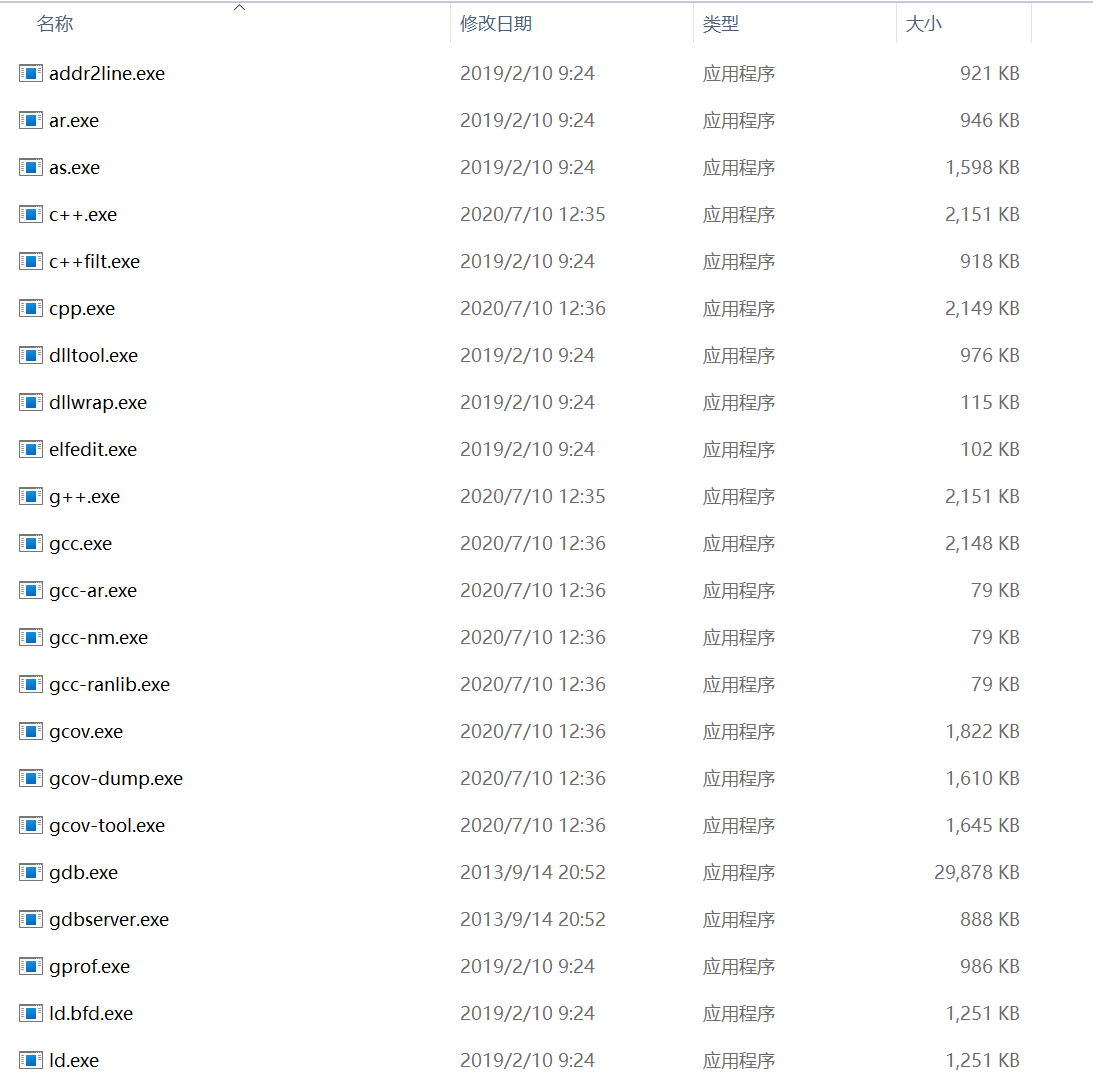 名称 修改日期 类型 大小
addr2line.exe 2019/2/10 9:24 应用程序 921 KB
ar.exe 2019/2/10 9:24 应用程序 946 KB
as.exe 2019/2/10 9:24 应用程序 1,598 KB
c++.exe 2020/7/10 12:35 应用程序 2,151 KB
c++filt.exe 2019/2/10 9:24 应用程序 918 KB
cpp.exe 2020/7/10 12:36 应用程序 2,149 KB
dlltool.exe 2019/2/10 9:24 应用程序 976 KB
dllwrap.exe 2019/2/10 9:24 应用程序 115 KB
elfedit.exe 2019/2/10 9:24 应用程序 102 KB
g++.exe 2020/7/10 12:35 应用程序 2,151 KB
gcc.exe 2020/7/10 12:36 应用程序 2,148 KB
gcc-ar.exe 2020/7/10 12:36 应用程序 79 KB
gcc-nm.exe 2020/7/10 12:36 应用程序 79 KB
gcc-ranlib.exe 2020/7/10 12:36 应用程序 79 KB
gcov.exe 2020/7/10 12:36 应用程序 1,822 KB
gcov-dump.exe 2020/7/10 12:36 应用程序 1,610 KB
gcov-tool.exe 2020/7/10 12:36 应用程序 1,645 KB
gdb.exe 2013/9/14 20:52 应用程序 29,878 KB
gdbserver.exe 2013/9/14 20:52 应用程序 888 KB
gprof.exe 2019/2/10 9:24 应用程序 986 KB
ld.bfd.exe 2019/2/10 9:24 应用程序 1,251 KB
ld.exe 2019/2/10 9:24 应用程序 1,251 KB